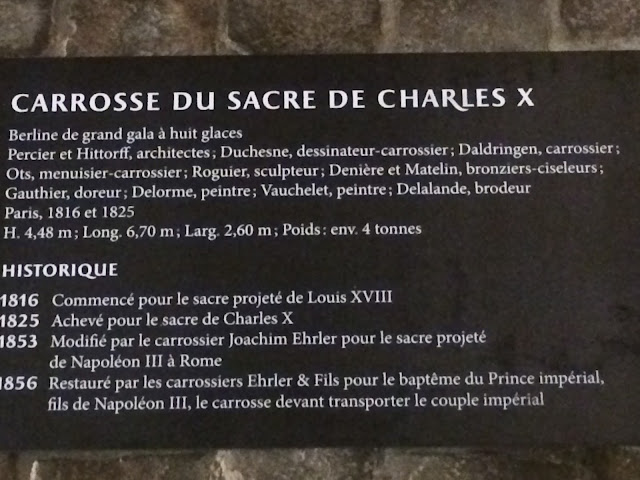 CARROSSE DU SACRE DE CHARLES X
Berline de grand gala à huit glaces
Percier et Hittorff, architectes ; Duchesne, dessinateur-carrossier ; Daldringen, carrossier ;
Ots, menuisier-carrossier ; Roguier, sculpteur ; Denière et Matelin, bronziers-ciseleurs ;
Gauthier, doreur ; Delorme, peintre ; Vauchelet, peintre ; Delalande, brodeur
Paris, 1816 et 1825
H. 4,48 m ; Long. 6,70 m ; Larg. 2,60 m ; Poids : env. 4 tonnes
HISTORIQUE
1816 Commencé pour le sacre projeté de Louis XVIII
1825 Achevé pour le sacre de Charles X
1853 Modifié par le carrossier Joachim Ehrler pour le sacre projeté
de Napoléon III à Rome
1856 Restauré par les carrossiers Ehrler & Fils pour le baptême du Prince impérial,
fils de Napoléon III, le carrosse devant transporter le couple impérial